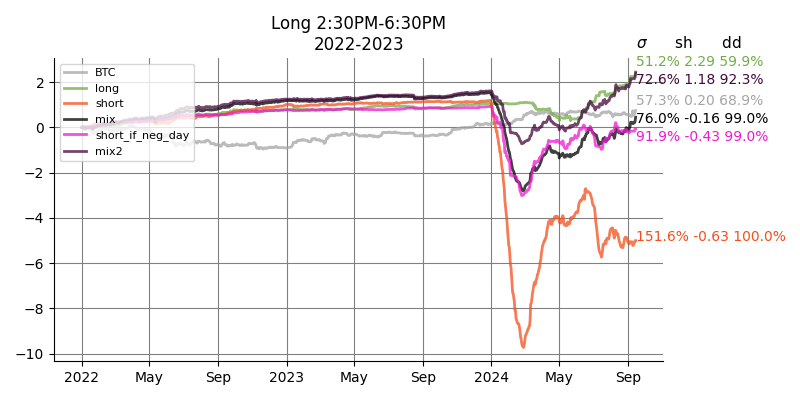 Long 2:30PM-6:30PM
2022-2023
σ sh dd
51.2% 2.29 59.9%
72.6% 1.18 92.3%
57.3% 0.20 68.9%
76.0% -0.16 99.0%
91.9% -0.43 99.0%
151.6% -0.63 100.0%
BTC
long
short
mix
short_if_neg_day
mix2
2
0
−2
−4
−6
−8
−10
2022 May Sep 2023 May Sep 2024 May Sep